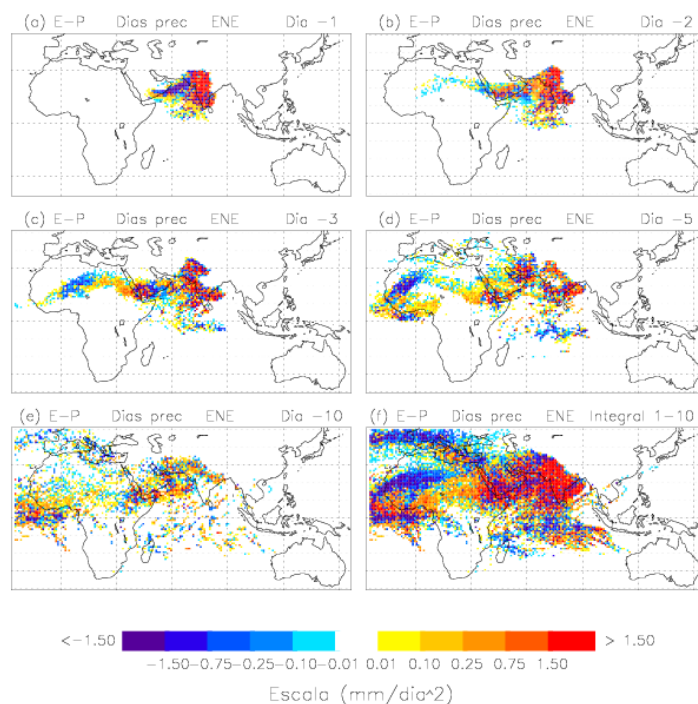 (a) E-P Dias prec ENE Dia -1
(b) E-P Dias prec ENE Dia -2
(c) E-P Dias prec ENE Dia -3
(d) E-P Dias prec ENE Dia -5
(e) E-P Dias prec ENE Dia -10
(f) E-P Dias prec ENE Integral 1-10
<-1.50 > 1.50
-1.50 -0.75 -0.25 -0.10 -0.01 0.01 0.10 0.25 0.75 1.50
Escala (mm/dia^2)